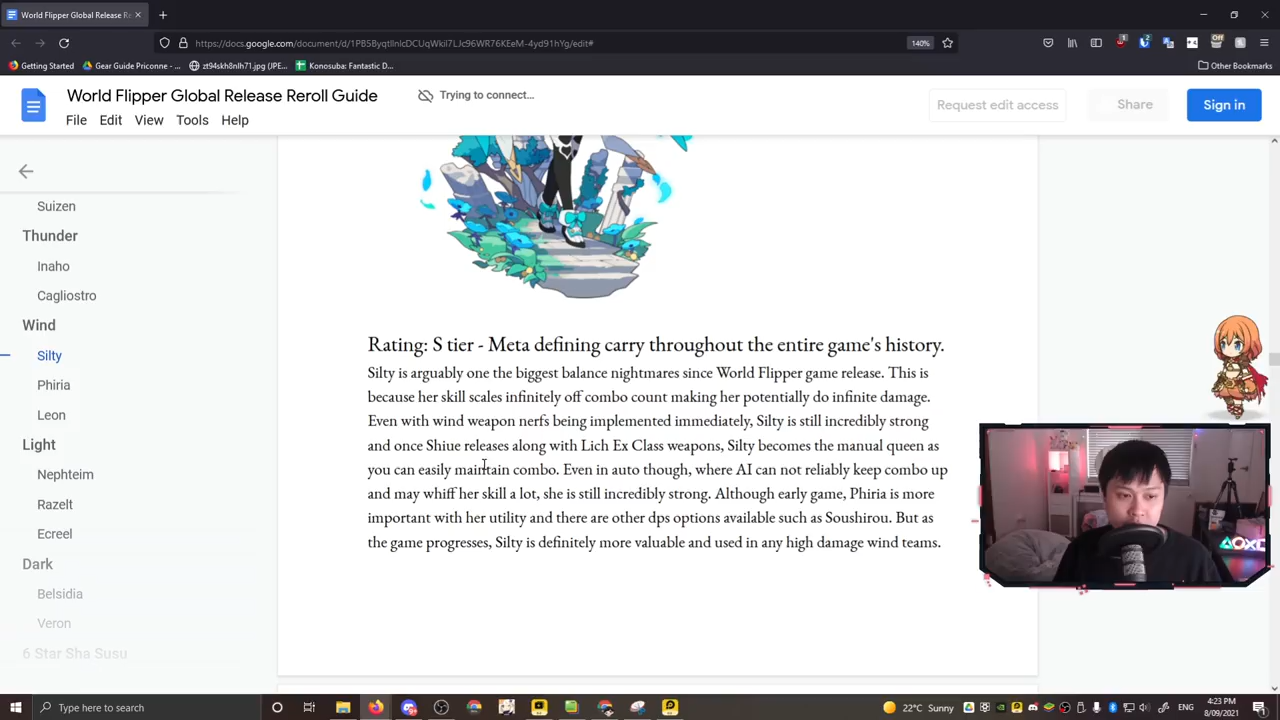 World Flipper Global Release Re
https://docs.google.com/document/d/1PB5ByqtlInlcDCUqWkil7LJc96WR76KEeM-4yd91hYg/edit#
140%
Getting Started
Gear Guide Priconne - ...
zt94skh8nlh71.jpg (JPE...
Konosuba: Fantastic D...
Other Bookmarks
World Flipper Global Release Reroll Guide
Trying to connect...
File Edit View Tools Help
Request edit access
Share
Sign in
Suizen
Thunder
Inaho
Cagliostro
Wind
Silty
Phiria
Leon
Light
Nephteim
Razelt
Ecreel
Dark
Belsidia
Veron
6 Star Sha Susu
Rating: S tier - Meta defining carry throughout the entire game's history.
Silty is arguably one the biggest balance nightmares since World Flipper game release. This is
because her skill scales infinitely off combo count making her potentially do infinite damage.
Even with wind weapon nerfs being implemented immediately, Silty is still incredibly strong
and once Shiue releases along with Lich Ex Class weapons, Silty becomes the manual queen as
you can easily maintain combo. Even in auto though, where AI can not reliably keep combo up
and may whiff her skill a lot, she is still incredibly strong. Although early game, Phiria is more
important with her utility and there are other dps options available such as Soushirou. But as
the game progresses, Silty is definitely more valuable and used in any high damage wind teams.
Type here to search
22°C Sunny
ENG
4:23 PM
8/09/2021